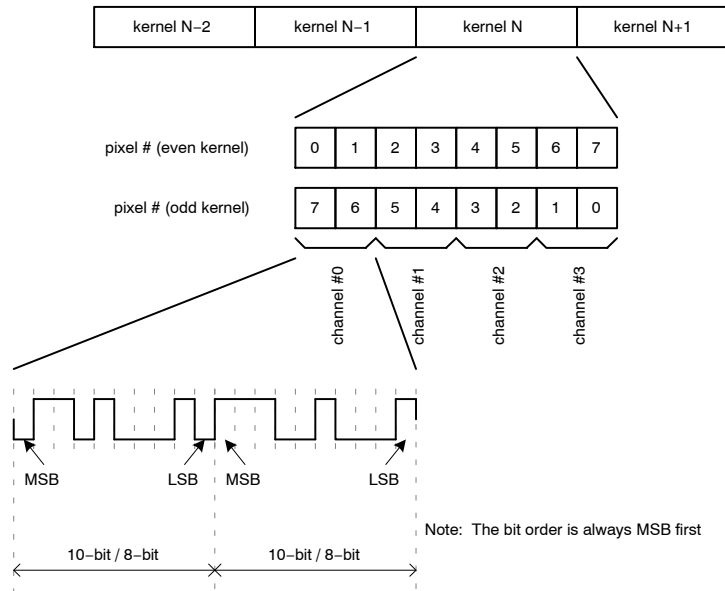 kernel N−2 kernel N−1 kernel N kernel N+1
pixel # (even kernel) 0 1 2 3 4 5 6 7
pixel # (odd kernel) 7 6 5 4 3 2 1 0
channel #0 channel #1 channel #2 channel #3
MSB LSB MSB LSB
Note: The bit order is always MSB first
10−bit / 8−bit 10−bit / 8−bit